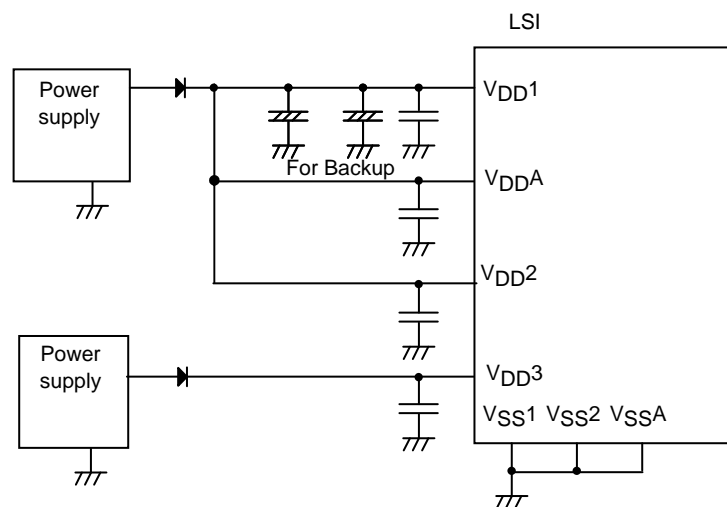 LSI
Power
supply
VDD1
For Backup
VDDA
VDD2
Power
supply
VDD3
VSS1 VSS2 VSSA